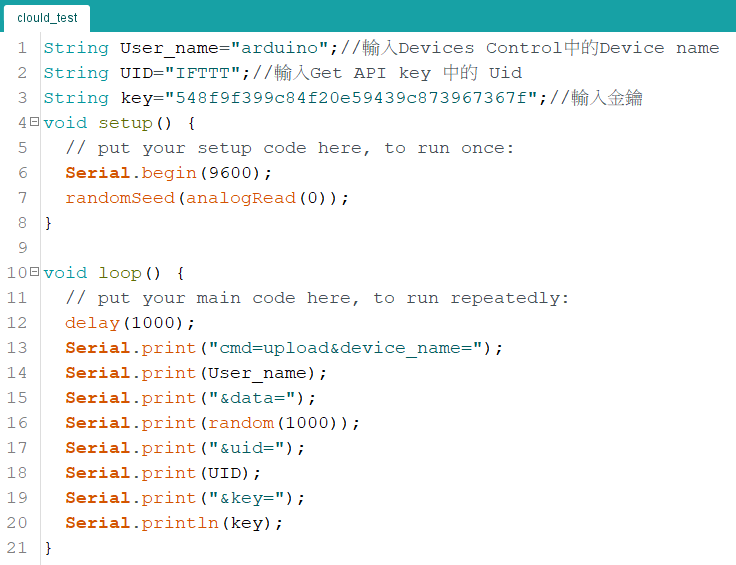 clould_test
1 String User_name="arduino";//輸入Devices Control中的Device name
2 String UID="IFTTT";//輸入Get API key 中的 Uid
3 String key="548f9f399c84f20e59439c873967367f";//輸入金鑰
4 void setup() {
5 // put your setup code here, to run once:
6 Serial.begin(9600);
7 randomSeed(analogRead(0));
8 }
9
10 void loop() {
11 // put your main code here, to run repeatedly:
12 delay(1000);
13 Serial.print("cmd=upload&device_name=");
14 Serial.print(User_name);
15 Serial.print("&data=");
16 Serial.print(random(1000));
17 Serial.print("&uid=");
18 Serial.print(UID);
19 Serial.print("&key=");
20 Serial.println(key);
21 }